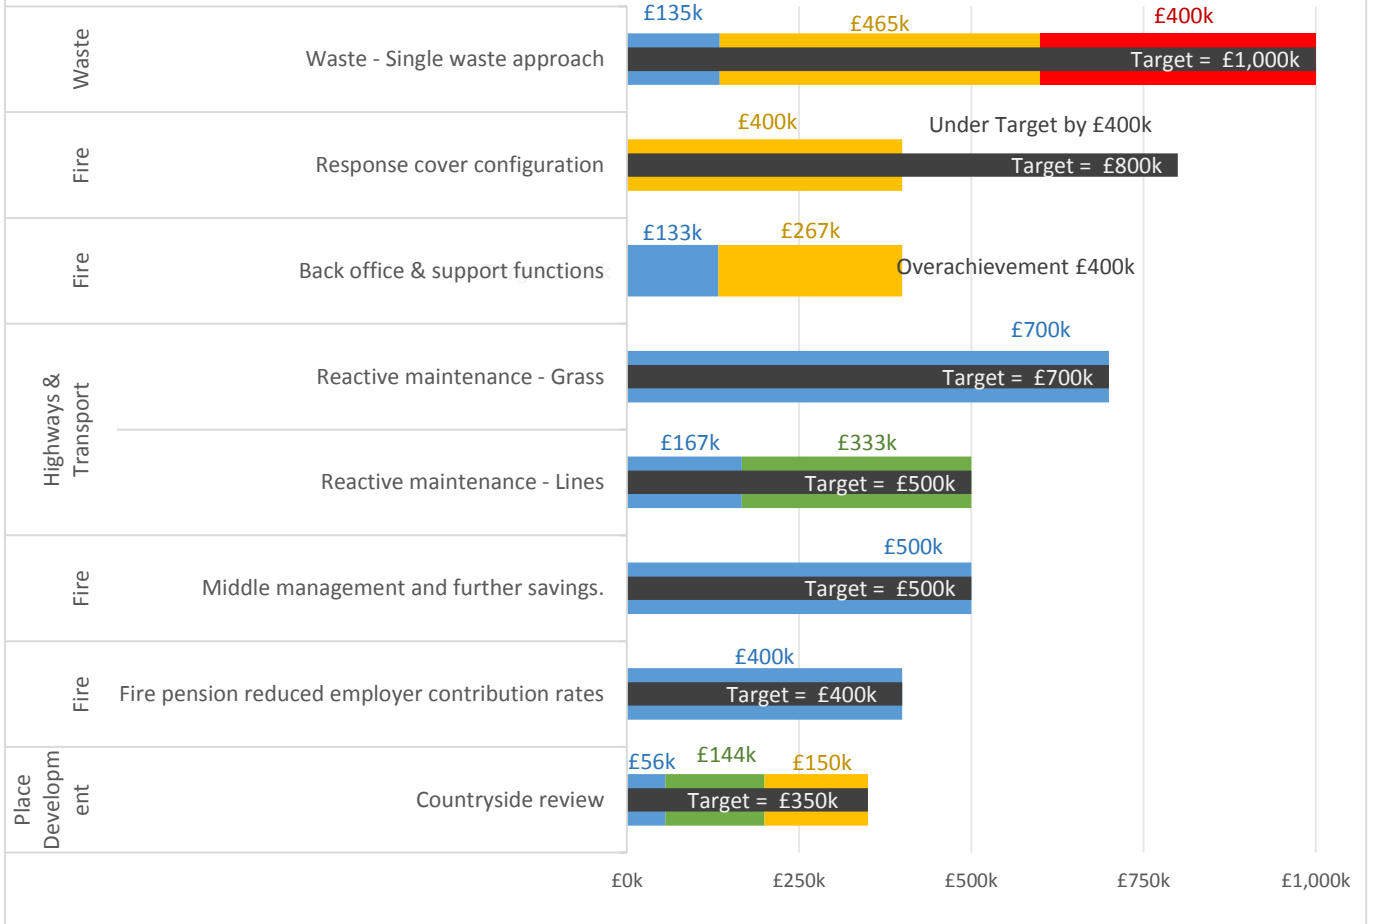 £135k
£465k
£400k
Waste
Waste - Single waste approach
Target = £1,000k
£400k
Under Target by £400k
Fire
Response cover configuration
Target = £800k
£133k
£267k
Fire
Back office & support functions
Overachievement £400k
£700k
Highways &
Transport
Reactive maintenance - Grass
Target = £700k
£167k
£333k
Reactive maintenance - Lines
Target = £500k
£500k
Fire
Middle management and further savings.
Target = £500k
£400k
Fire
Fire pension reduced employer contribution rates
Target = £400k
£56k
£144k
£150k
Place
Developm
ent
Countryside review
Target = £350k
£0k
£250k
£500k
£750k
£1,000k